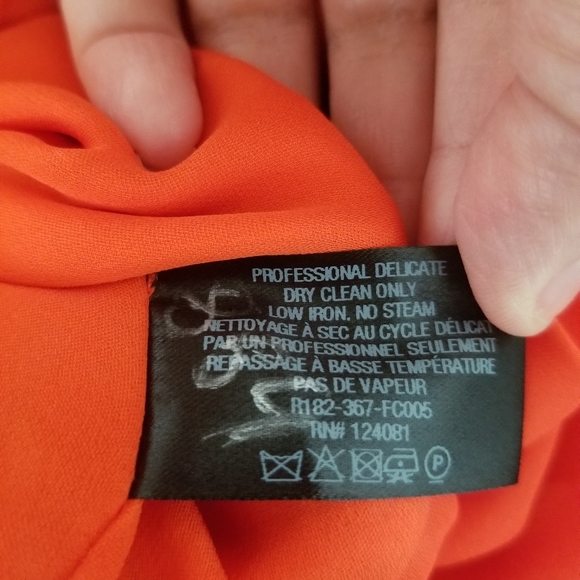 PROFESSIONAL DELICATE
DRY CLEAN ONLY
LOW IRON, NO STEAM
NETTOYAGE À SEC AU CYCLE DÉLICAT
PAR UN PROFESSIONNEL SEULEMENT
REPASSAGE À BASSE TEMPÉRATURE
PAS DE VAPEUR
R182-367-FC005
RN# 124081
P